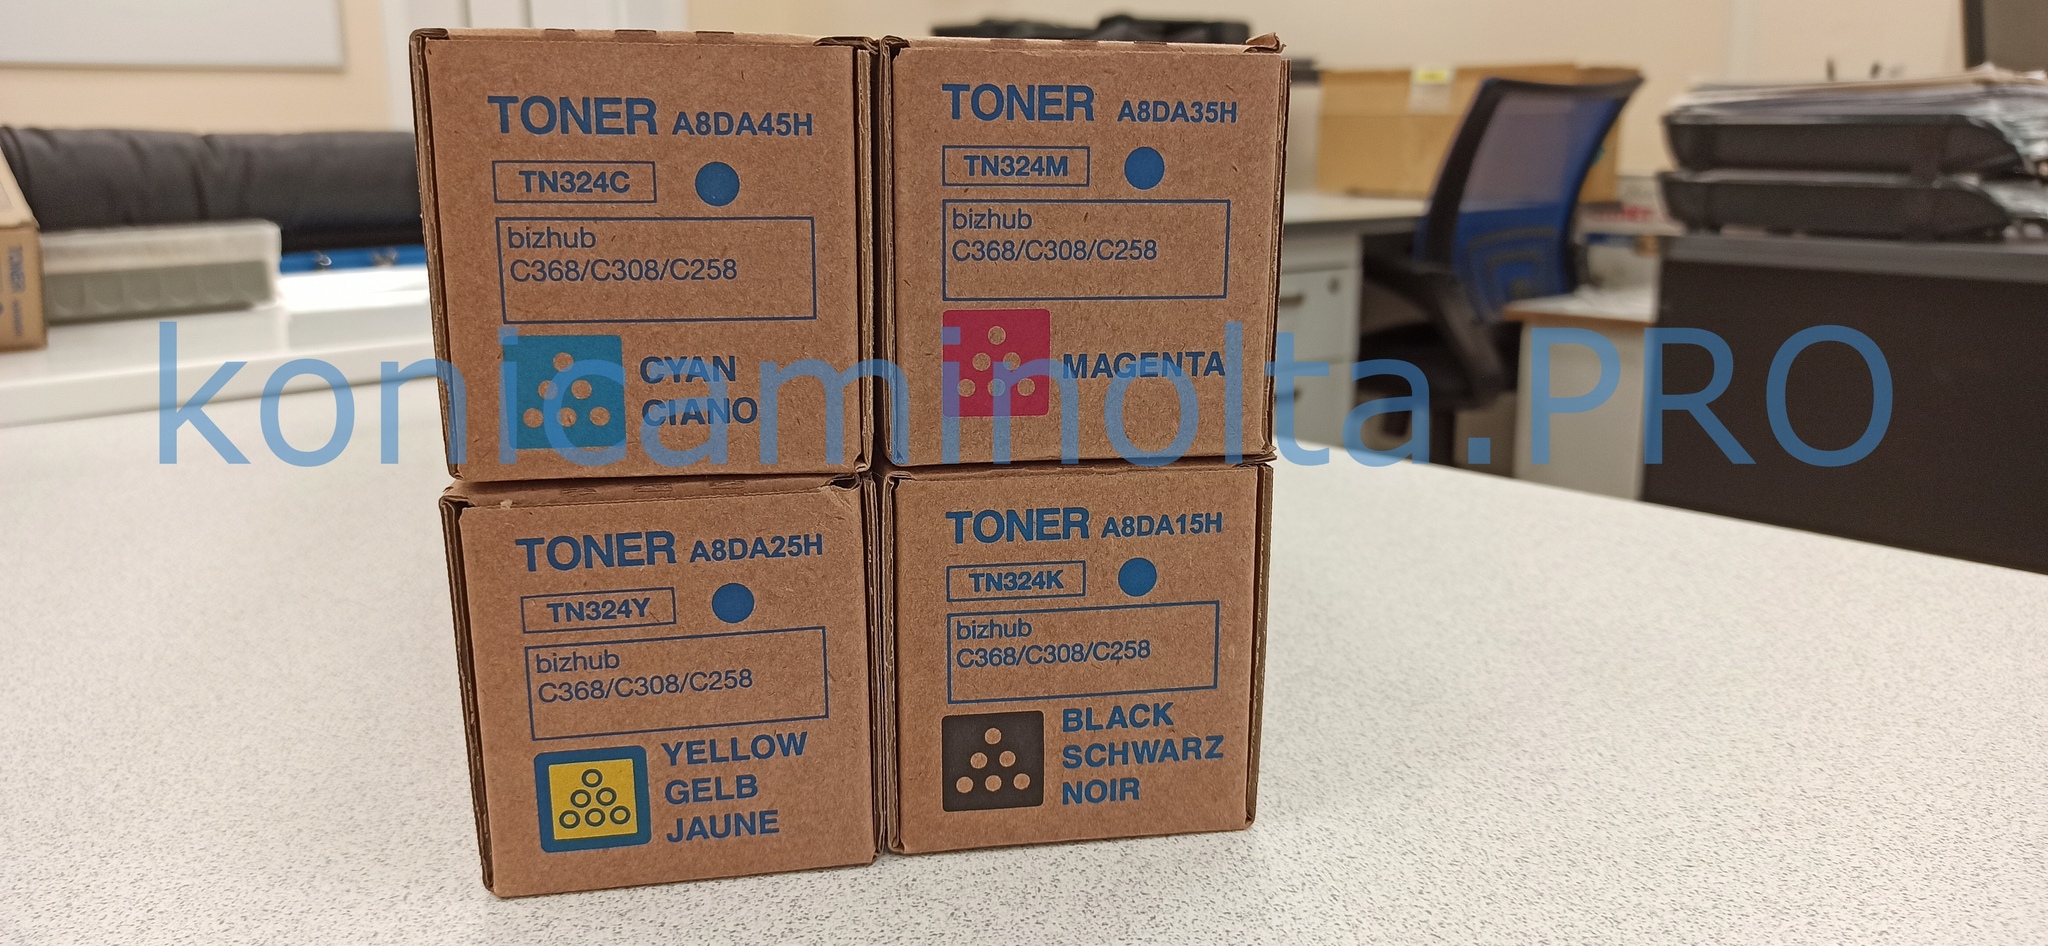 TONER A8DA45H
TN324C
bizhub
C368/C308/C258
CYAN
CIANO
TONER A8DA35H
TN324M
bizhub
C368/C308/C258
MAGENTA
konicaminolta.PRO
TONER A8DA25H
TN324Y
bizhub
C368/C308/C258
YELLOW
GELB
JAUNE
TONER A8DA15H
TN324K
bizhub
C368/C308/C258
BLACK
SCHWARZ
NOIR
TONER